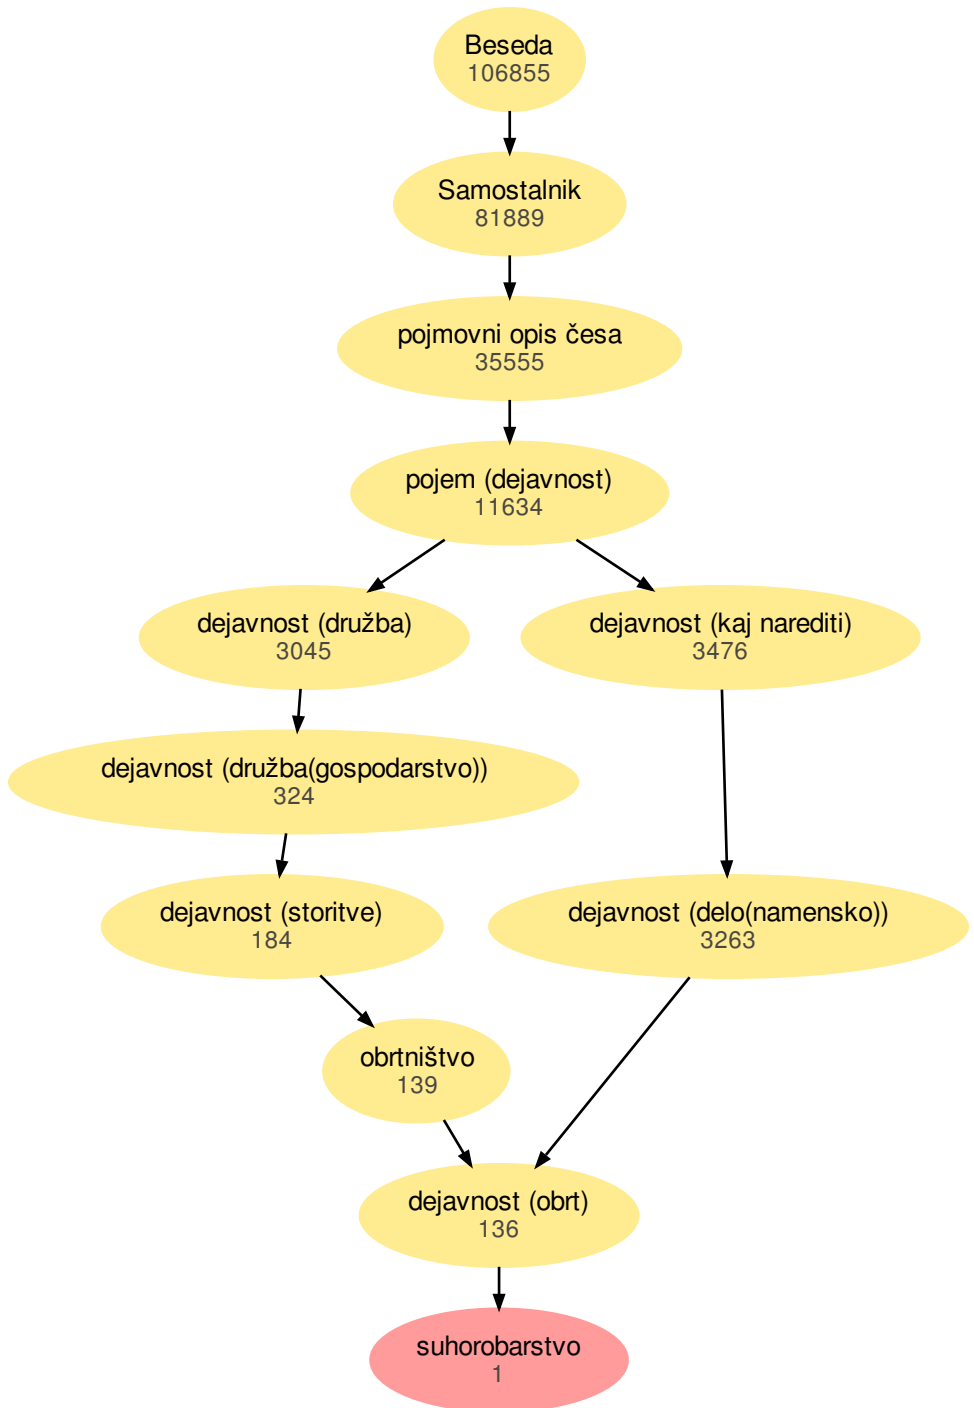 Beseda
106855
Samostalnik
81889
pojmovni opis česa
35555
pojem (dejavnost)
11634
dejavnost (družba)
3045
dejavnost (kaj narediti)
3476
dejavnost (družba(gospodarstvo))
324
dejavnost (storitve)
184
dejavnost (delo(namensko))
3263
obrtništvo
139
dejavnost (obrt)
136
suhorobarstvo
1